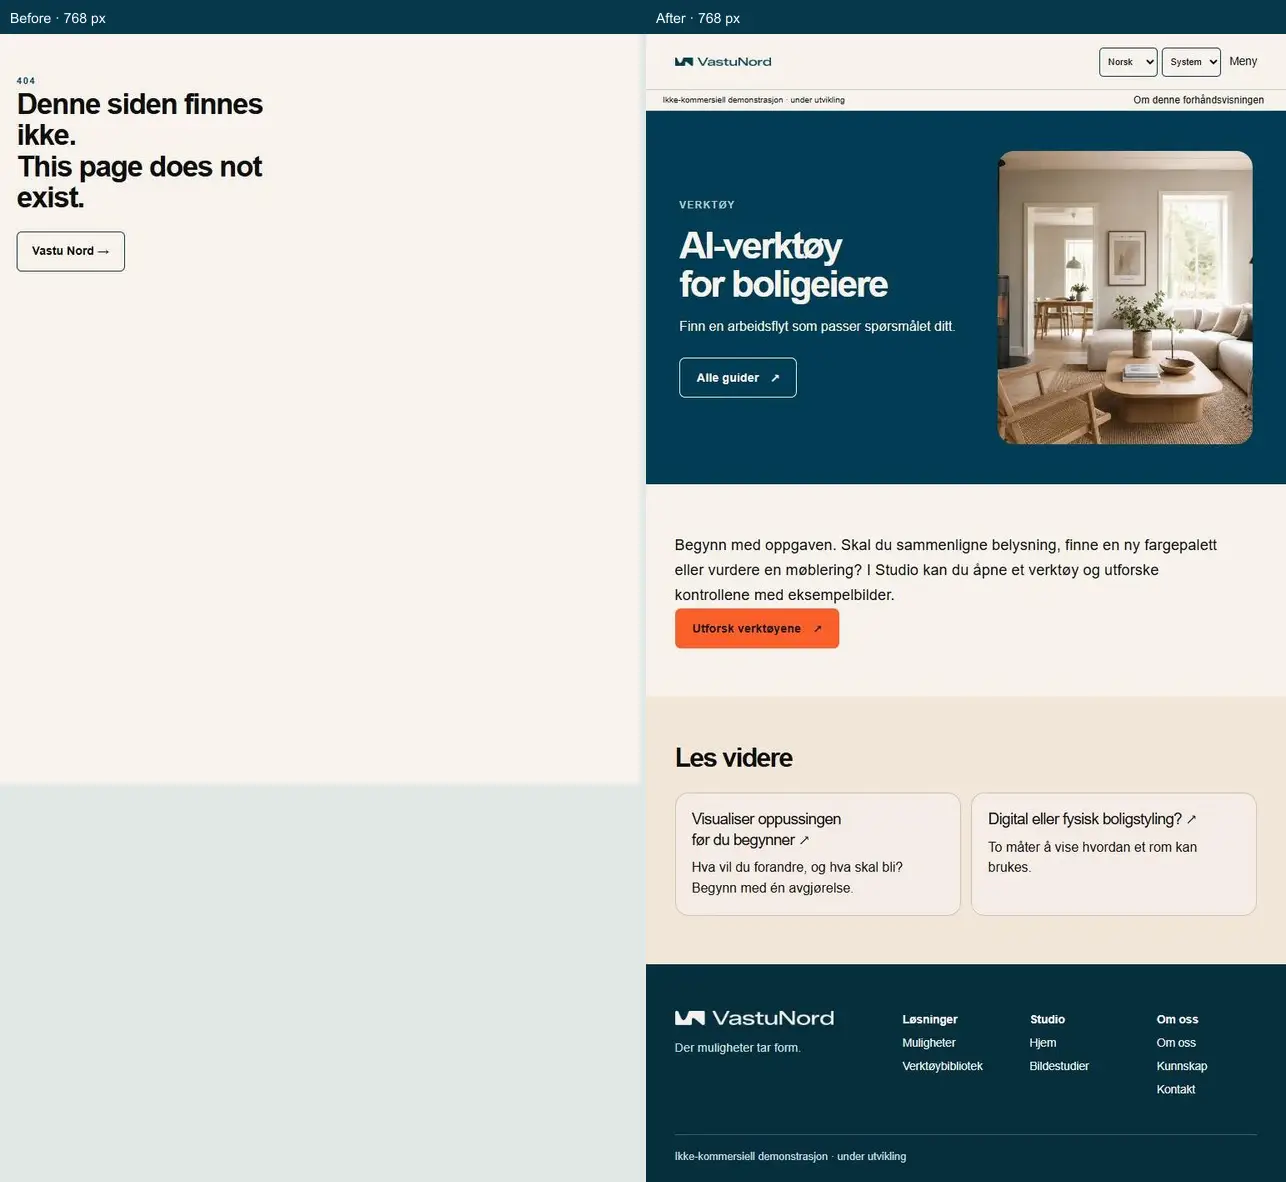 Before · 768 px
404
Denne siden finnes
ikke.
This page does not
exist.
Vastu Nord →
After · 768 px
VastuNord
Norsk
System
Meny
Ikke-kommersiell demonstrasjon · under utvikling
Om denne forhåndsvisningen
VERKTØY
AI-verktøy
for boligeiere
Finn en arbeidsflyt som passer spørsmålet ditt.
Alle guider ↗
Begynn med oppgaven. Skal du sammenligne belysning, finne en ny fargepalett
eller vurdere en møblering? I Studio kan du åpne et verktøy og utforske
kontrollene med eksempelbilder.
Utforsk verktøyene ↗
Les videre
Visualiser oppussingen
før du begynner ↗
Hva vil du forandre, og hva skal bli?
Begynn med én avgjørelse.
Digital eller fysisk boligstyling? ↗
To måter å vise hvordan et rom kan
brukes.
VastuNord
Der muligheter tar form.
Løsninger
Muligheter
Verktøybibliotek
Studio
Hjem
Bildestudier
Om oss
Om oss
Kunnskap
Kontakt
Ikke-kommersiell demonstrasjon · under utvikling